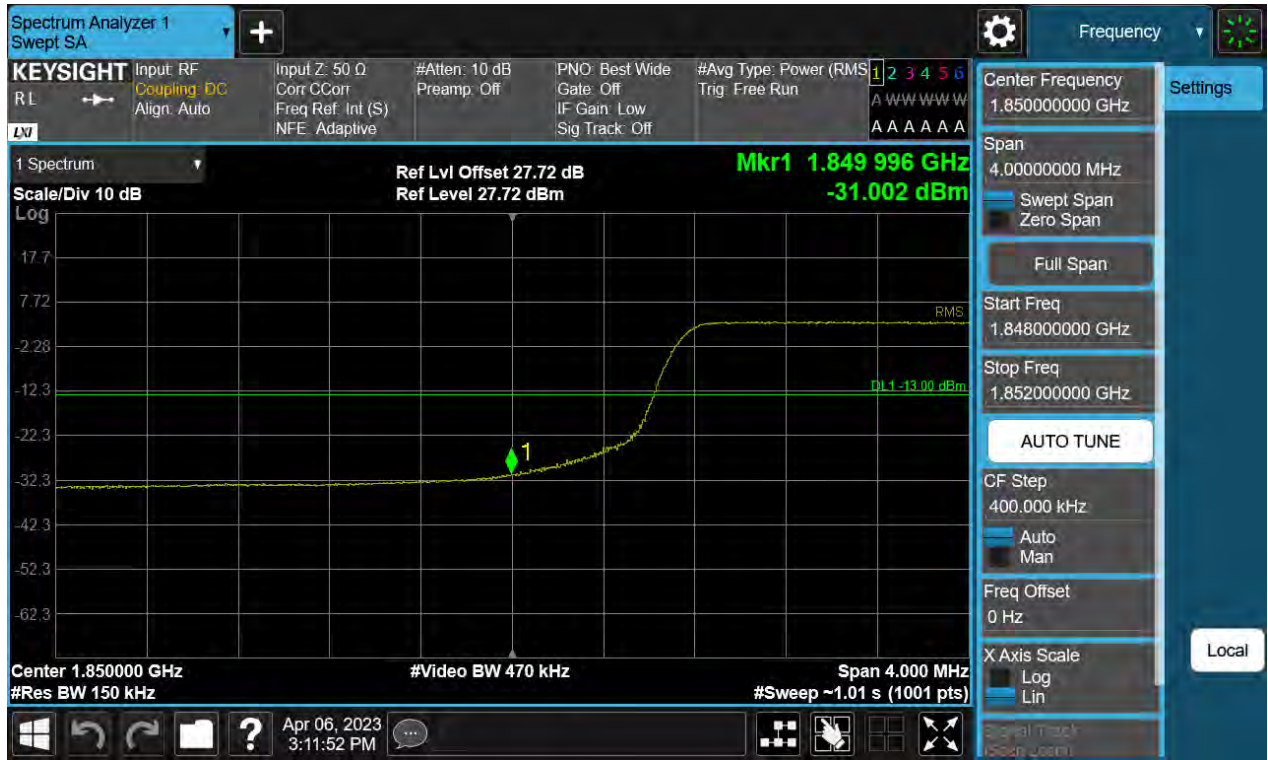 Spectrum Analyzer 1
Swept SA
Frequency
KEYSIGHT
RL
LXI
Input: RF
Coupling: DC
Align: Auto
Input Z: 50 Ω
Corr CCorr
Freq Ref: Int (S)
NFE: Adaptive
#Atten: 10 dB
Preamp: Off
PNO: Best Wide
Gate: Off
IF Gain: Low
Sig Track: Off
#Avg Type: Power (RMS
Trig: Free Run
1 2 3 4 5 6
A W W W W W
A A A A A A
1 Spectrum
Scale/Div 10 dB
Log
Ref Lvl Offset 27.72 dB
Ref Level 27.72 dBm
Mkr1 1.849 996 GHz
-31.002 dBm
17.7
7.72
-2.28
-12.3
-22.3
-32.3
-42.3
-52.3
-62.3
RMS
DL1 -13.00 dBm
1
Center 1.850000 GHz
#Video BW 470 kHz
Span 4.000 MHz
#Res BW 150 kHz
#Sweep ~1.01 s (1001 pts)
Apr 06, 2023
3:11:52 PM
Center Frequency
1.850000000 GHz
Settings
Span
4.00000000 MHz
Swept Span
Zero Span
Full Span
Start Freq
1.848000000 GHz
Stop Freq
1.852000000 GHz
AUTO TUNE
CF Step
400.000 kHz
Auto
Man
Freq Offset
0 Hz
X Axis Scale
Log
Lin
Local
Signal Track
(Span Zoom)